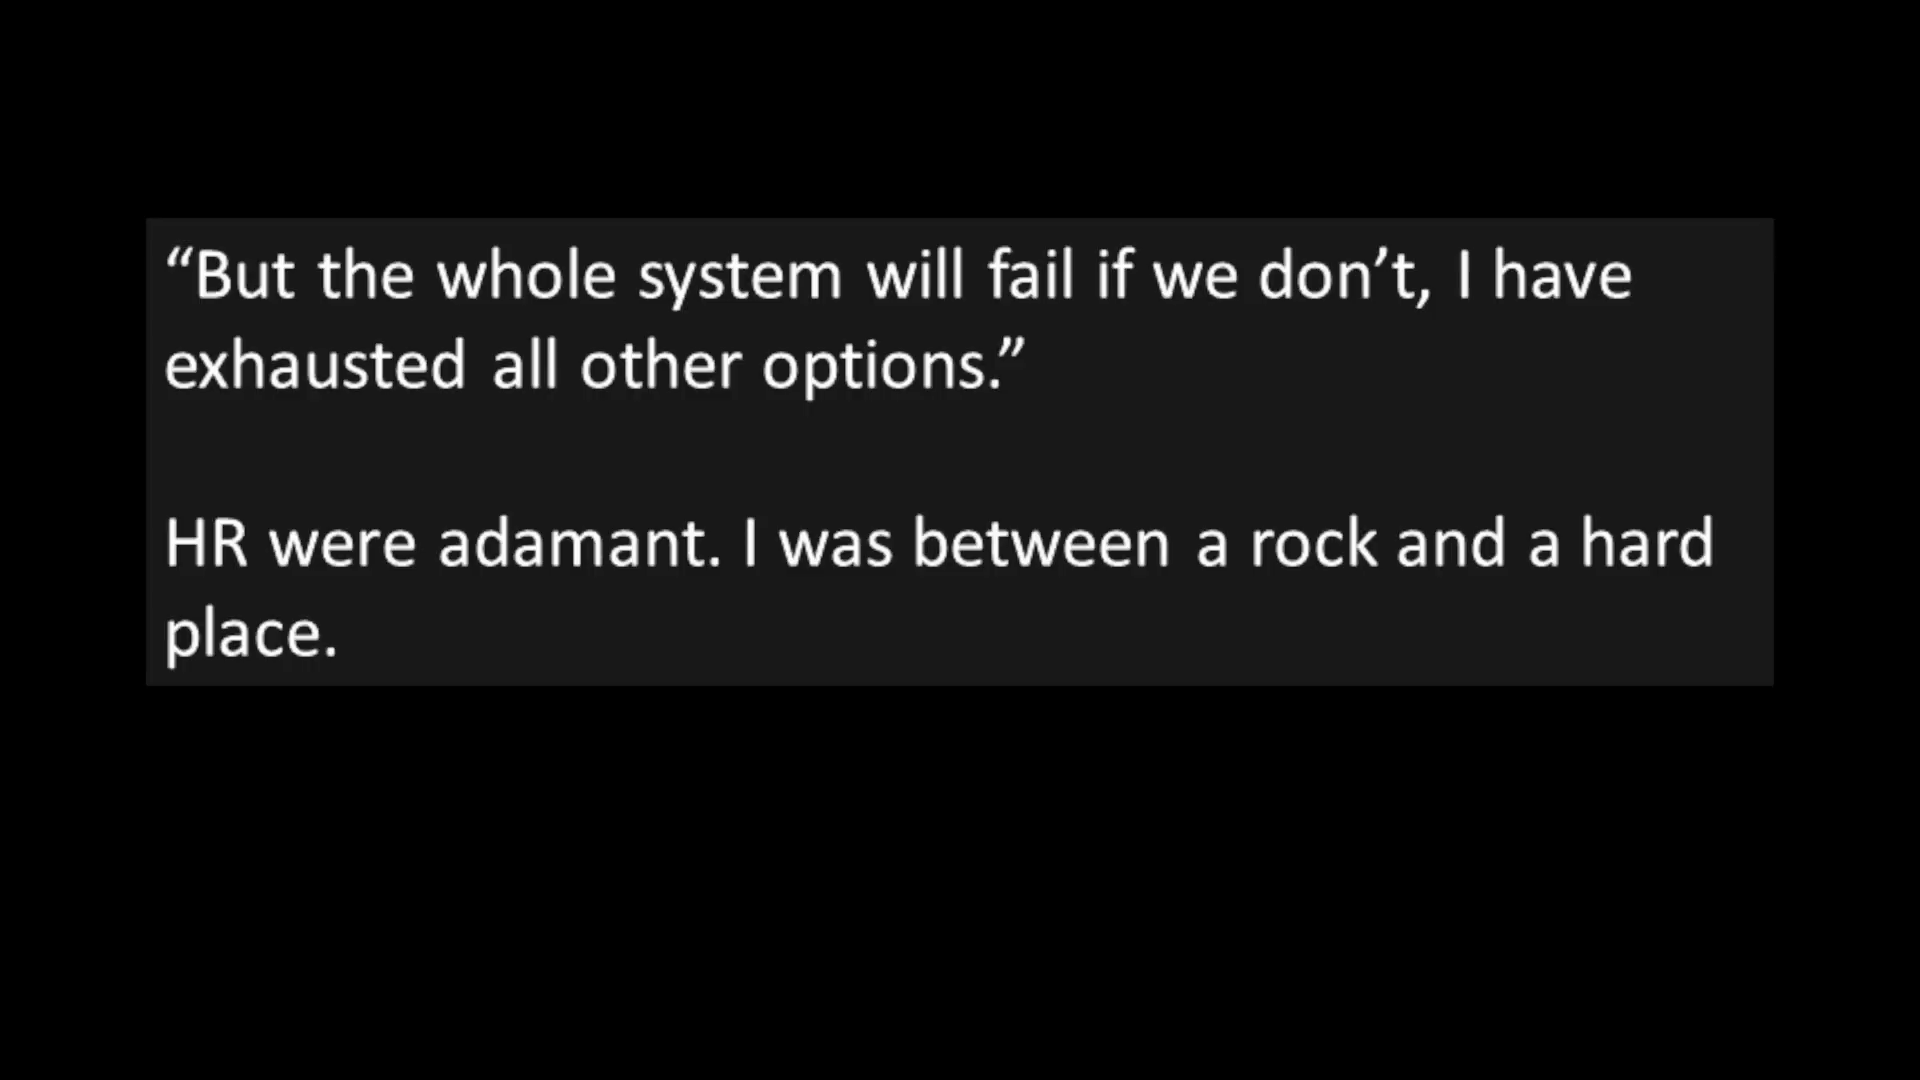 “But the whole system will fail if we don’t, I have
exhausted all other options.”
HR were adamant. I was between a rock and a hard
place.